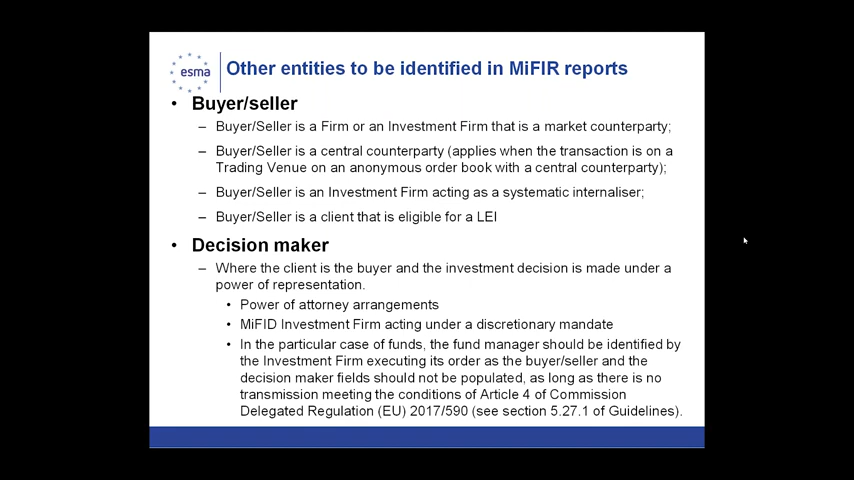 esma
Other entities to be identified in MiFIR reports
• Buyer/seller
– Buyer/Seller is a Firm or an Investment Firm that is a market counterparty;
– Buyer/Seller is a central counterparty (applies when the transaction is on a
Trading Venue on an anonymous order book with a central counterparty);
– Buyer/Seller is an Investment Firm acting as a systematic internaliser;
– Buyer/Seller is a client that is eligible for a LEI
• Decision maker
– Where the client is the buyer and the investment decision is made under a
power of representation.
• Power of attorney arrangements
• MiFID Investment Firm acting under a discretionary mandate
• In the particular case of funds, the fund manager should be identified by
the Investment Firm executing its order as the buyer/seller and the
decision maker fields should not be populated, as long as there is no
transmission meeting the conditions of Article 4 of Commission
Delegated Regulation (EU) 2017/590 (see section 5.27.1 of Guidelines).